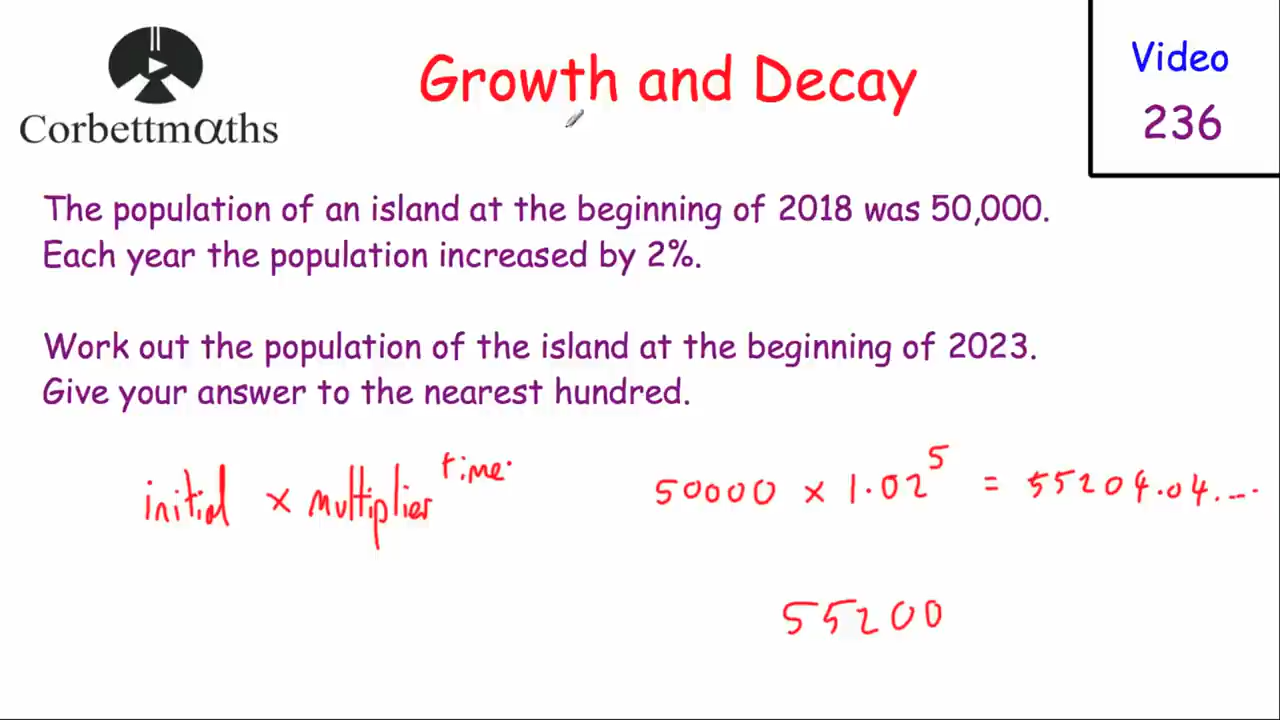 Growth and Decay
Video
236
Corbettmαths
The population of an island at the beginning of 2018 was 50,000.
Each year the population increased by 2%.
Work out the population of the island at the beginning of 2023.
Give your answer to the nearest hundred.
initial × multiplier^time.
50000 × 1.02^5 = 55204.04....
55200